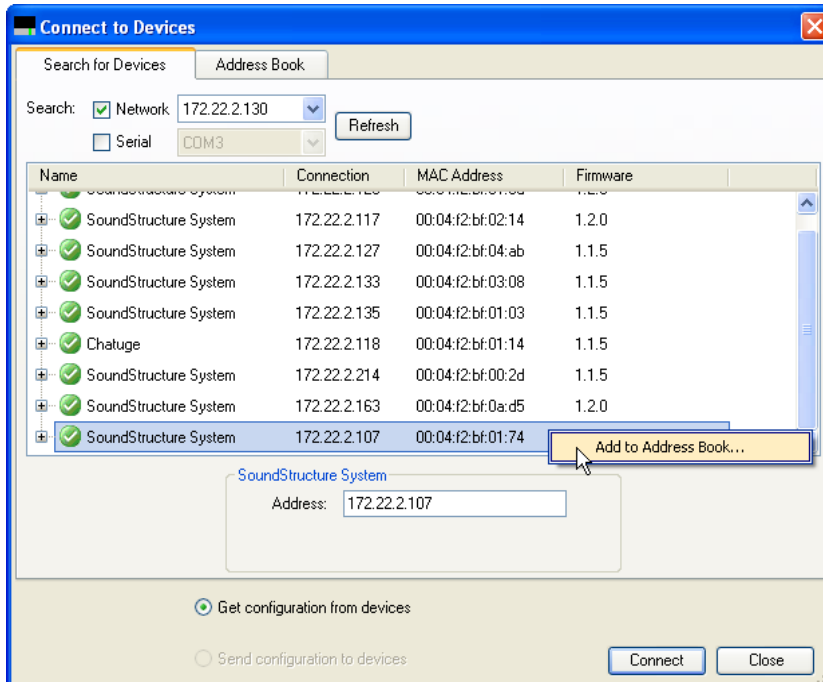 Connect to Devices
Search for Devices Address Book
Search: Network 172.22.2.130 Refresh
Serial COM3
Name Connection MAC Address Firmware
SoundStructure System
SoundStructure System 172.22.2.117 00:04:f2:bf:02:14 1.2.0
SoundStructure System 172.22.2.127 00:04:f2:bf:04:ab 1.1.5
SoundStructure System 172.22.2.133 00:04:f2:bf:03:08 1.1.5
SoundStructure System 172.22.2.135 00:04:f2:bf:01:03 1.1.5
Chatuge 172.22.2.118 00:04:f2:bf:01:14 1.1.5
SoundStructure System 172.22.2.214 00:04:f2:bf:00:2d 1.1.5
SoundStructure System 172.22.2.163 00:04:f2:bf:0a:d5 1.2.0
SoundStructure System 172.22.2.107 00:04:f2:bf:01:74 Add to Address Book...
SoundStructure System
Address: 172.22.2.107
Get configuration from devices
Send configuration to devices Connect Close